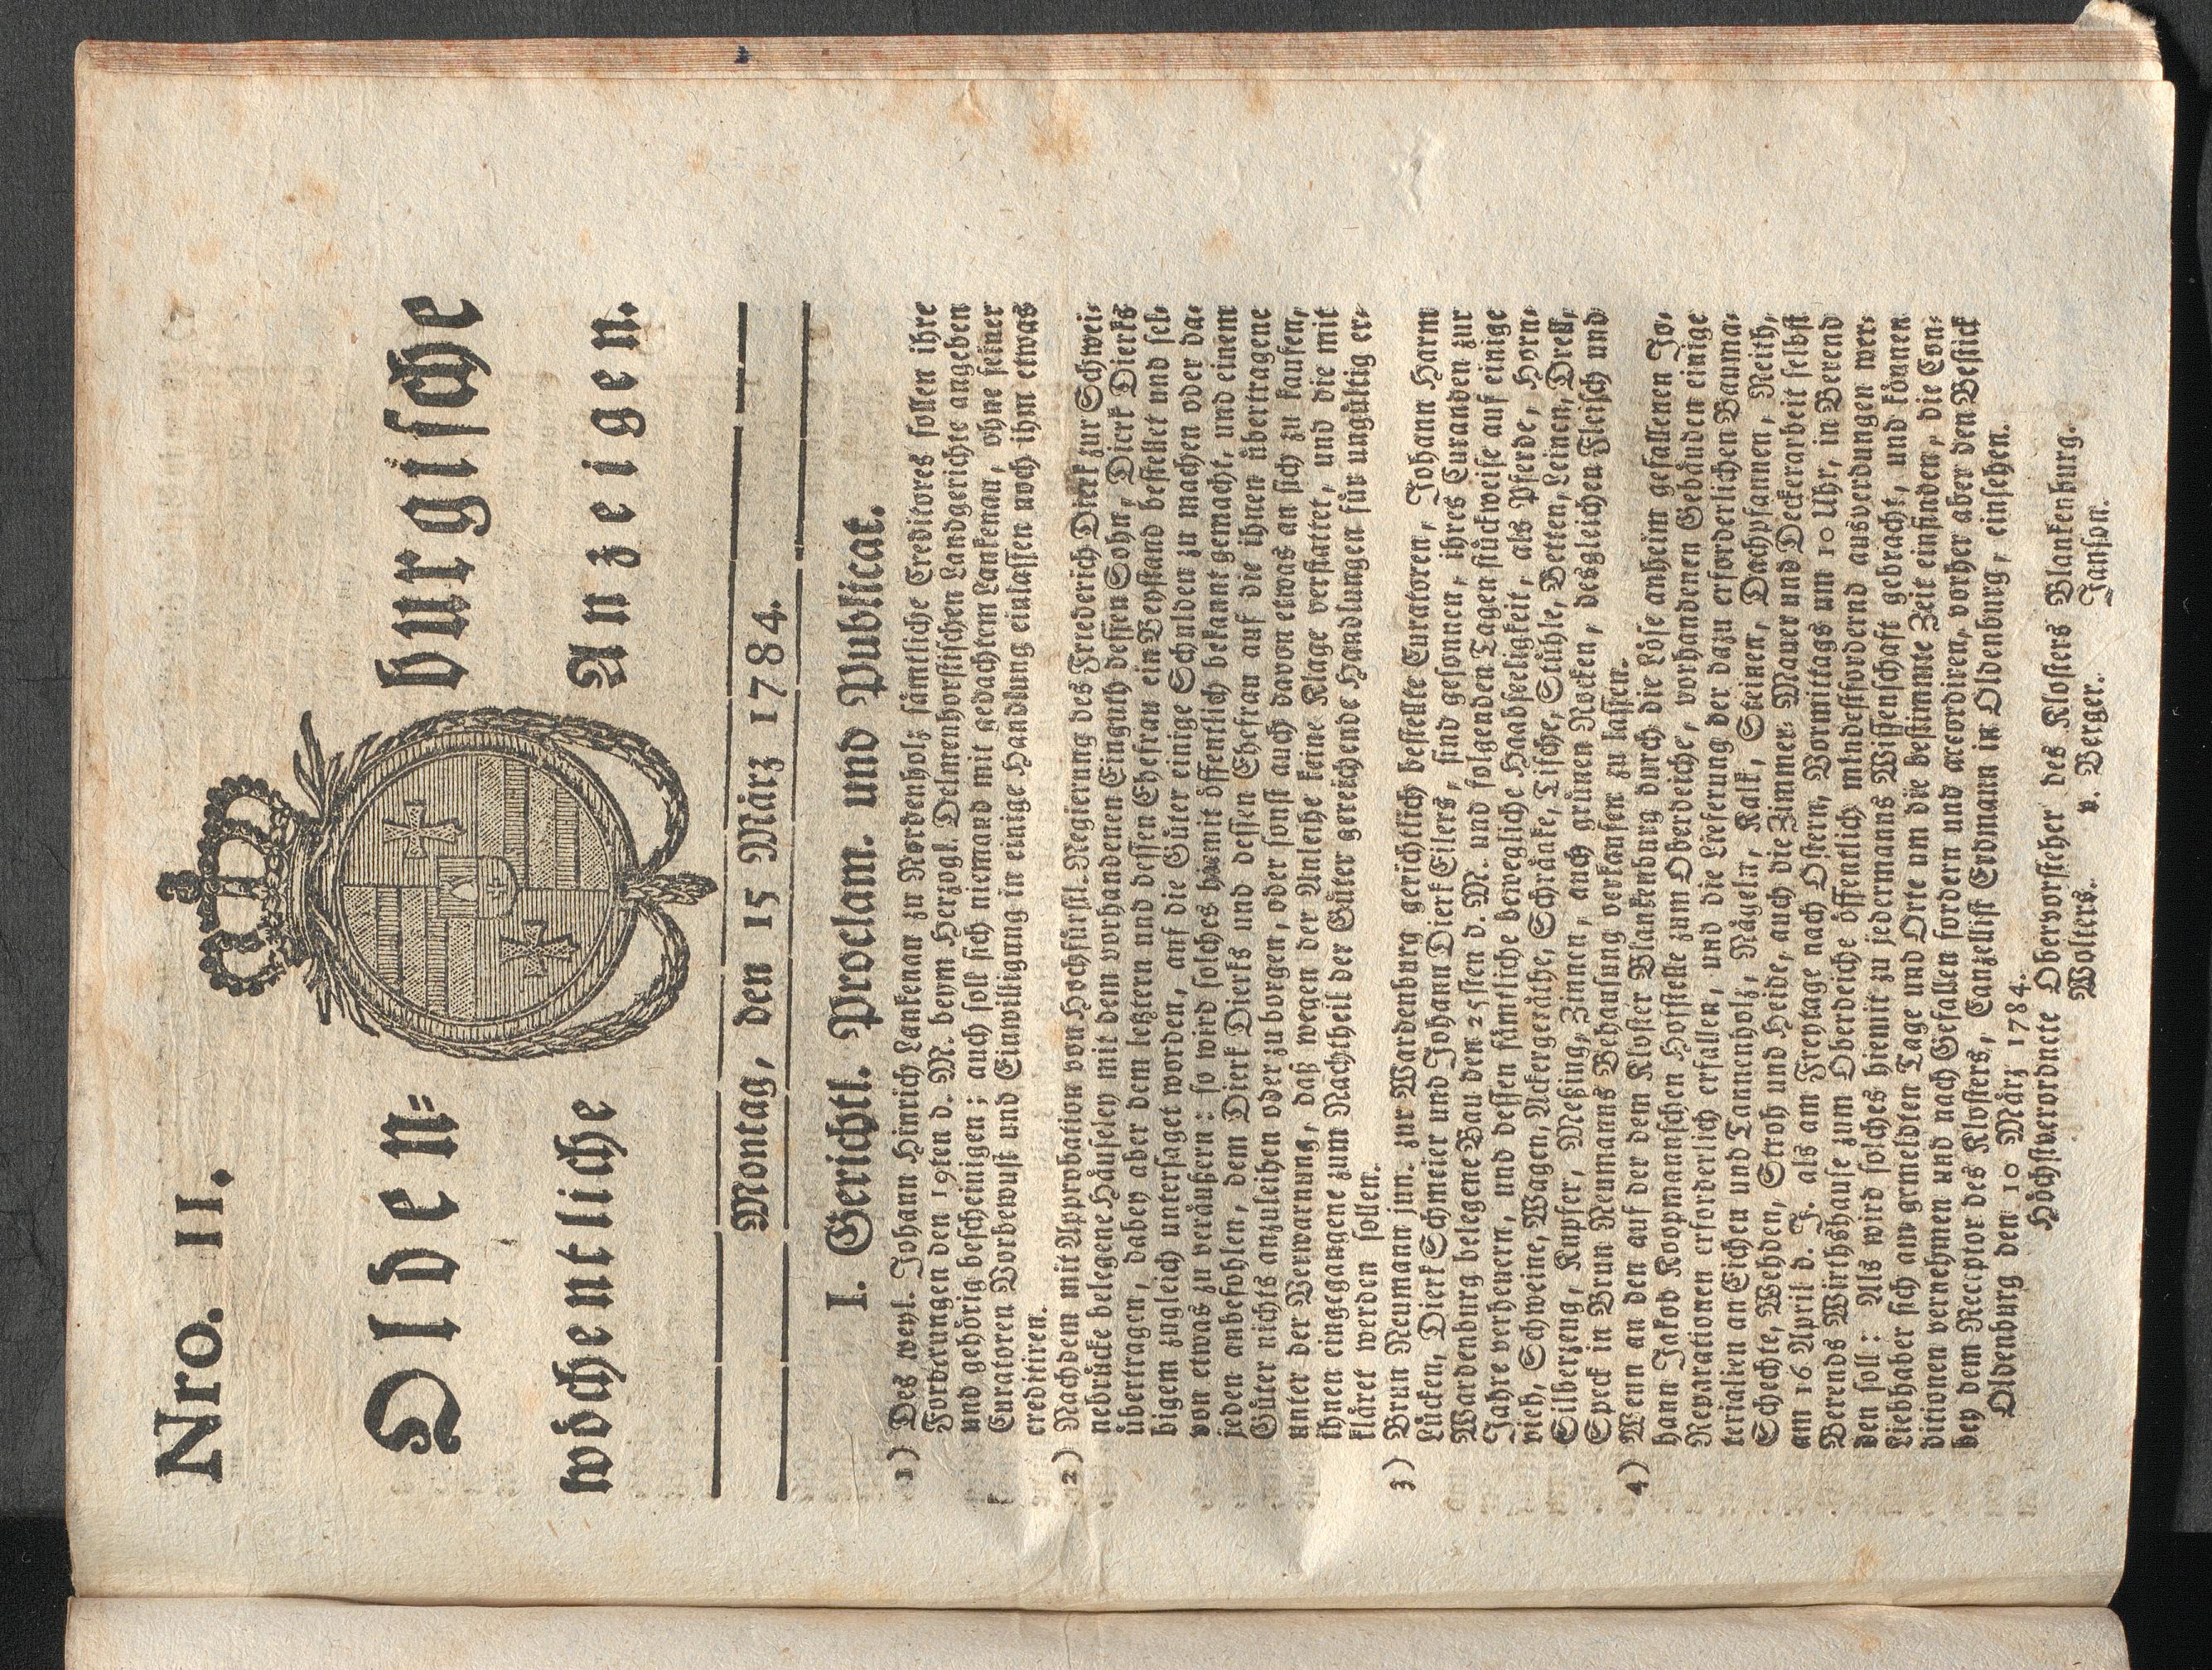 Nro. 11.
Olden- burgische
wöchentliche Anzeigen.
Montag, den 15 März 1784.
I. Gerichtl. Proclam. und Publicat.
1) Des weyl. Johann Hinrich Lankenau zu Nordenholz sämtliche Creditores sollen ihre
Forderungen den 19ten d. M. beym Herzogl. Delmenhorstischen Landgerichte angeben
und gehörig bescheinigen; auch soll sich niemand mit gedachtem Lankenau, ohne seiner
Curatoren Vorbewust und Einwilligung in einige Handlung einlassen noch ihm etwas
creditiren.
2) Nachdem mit Approbation von Hochfürstl. Regierung des Friederich Dierk zur Schwei-
nebrücke belegene Häuseley mit dem vorhandenen Einguth dessen Sohn, Dierk Dierks
übertragen, dabey aber dem letztern und dessen Ehefrau ein Beystand bestellet und sel-
bigem zugleich untersaget worden, auf die Güter einige Schulden zu machen oder da-
von etwas zu veräußern: so wird solches hiemit öffentlich bekannt gemacht, und einem
jeden anbefohlen, dem Dierk Dierks und dessen Ehefrau auf die ihnen übertragene
Güter nichts anzuleihen oder zu borgen, oder sonst auch davon etwas an sich zu kaufen,
unter der Verwarnung, daß wegen der Anleihe keine Klage verstattet, und die mit
ihnen eingegangene zum Nachtheil der Güter gereichende Handlungen für ungültig er-
kläret werden sollen.
3) Brun Neumann jun. zur Wardenburg gerichtlich bestellte Curatoren, Johann Harm
Lücken, Dierk Schmeier und Johann Dierk Eilers, sind gesonnen, ihres Curanden zur
Wardenburg belegene Bau den 25sten d. M. und folgenden Tagen stückweise auf einige
Jahre verheuern, und dessen sämtliche bewegliche Haabseeligkeit, als Pferde, Horn-
vieh, Schweine, Wagen, Ackergeräthe, Schränke, Tische, Stühle, Betten, Leinen, Drell,
Silberzeug, Kupfer, Meßing, Zinnen, auch grünen Rocken, desgleichen Fleisch und
Speck in Brun Neumanns Behausung verkaufen zu lassen.
4) Wenn an den auf der dem Kloster Blankenburg durch die Löse anheim gefallenen Jo-
hann Jakob Koopmannschen Hofstelle zum Oberdeiche, vorhandenen Gebäuden einige
Reparationen erforderlich erfallen, und die Lieferung der dazu erforderlichen Bauma-
terialien an Eichen und Tannenholz, Nägeln, Kalk, Steinen, Dachpfannen, Reith,
Schechte, Wehden, Stroh und Heide, auch die Zimmer- Mauer und Deckerarbeit selbst
am 16 April d. J. als am Freytage nach Ostern, Vormittags um 10 Uhr, in Berend
Berends Wirthshause zum Oberdeiche öffentlich mindestfordernd ausverdungen wer-
den soll: Als wird solches hiemit zu jedermanns Wissenschaft gebracht, und können
Liebhaber sich am gemeldten Tage und Orte um die bestimmte Zeit einfinden, die Con-
ditionen vernehmen und nach Gefallen fordern und accordiren, vorher aber den Bestick
bey dem Receptor des Klosters, Canzellist Erdmann in Oldenburg, einsehen.
Oldenburg den 10 März 1784.
Höchstverordnete Obervorsteher des Klosters Blankenburg.
Wolters. v. Berger. Janson.